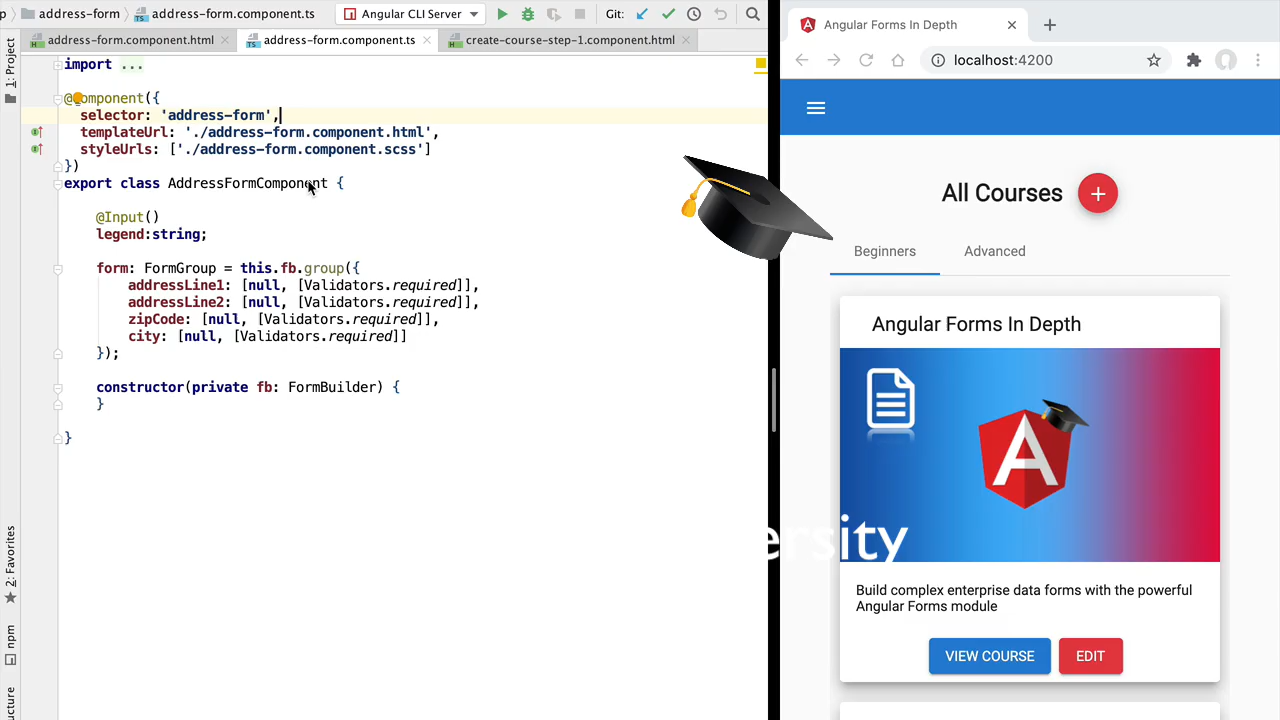 address-form
address-form.component.ts
Angular CLI Server
Git:
address-form.component.html
address-form.component.ts
create-course-step-1.component.html
1: Project
2: Favorites
npm
ucture
import ...
@Component({
selector: 'address-form',
templateUrl: './address-form.component.html',
styleUrls: ['./address-form.component.scss']
})
export class AddressFormComponent {
@Input()
legend:string;
form: FormGroup = this.fb.group({
addressLine1: [null, [Validators.required]],
addressLine2: [null, [Validators.required]],
zipCode: [null, [Validators.required]],
city: [null, [Validators.required]]
});
constructor(private fb: FormBuilder) {
}
}
Angular Forms In Depth
localhost:4200
All Courses
+
Beginners
Advanced
Angular Forms In Depth
A
ersity
Build complex enterprise data forms with the powerful
Angular Forms module
VIEW COURSE
EDIT